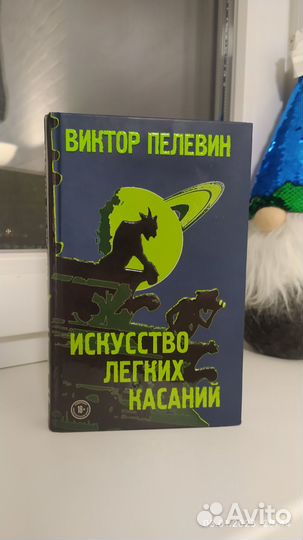 ВИКТОР ПЕЛЕВИН
ИСКУССТВО
ЛЕГКИХ
КАСАНИЙ
18+
Avito